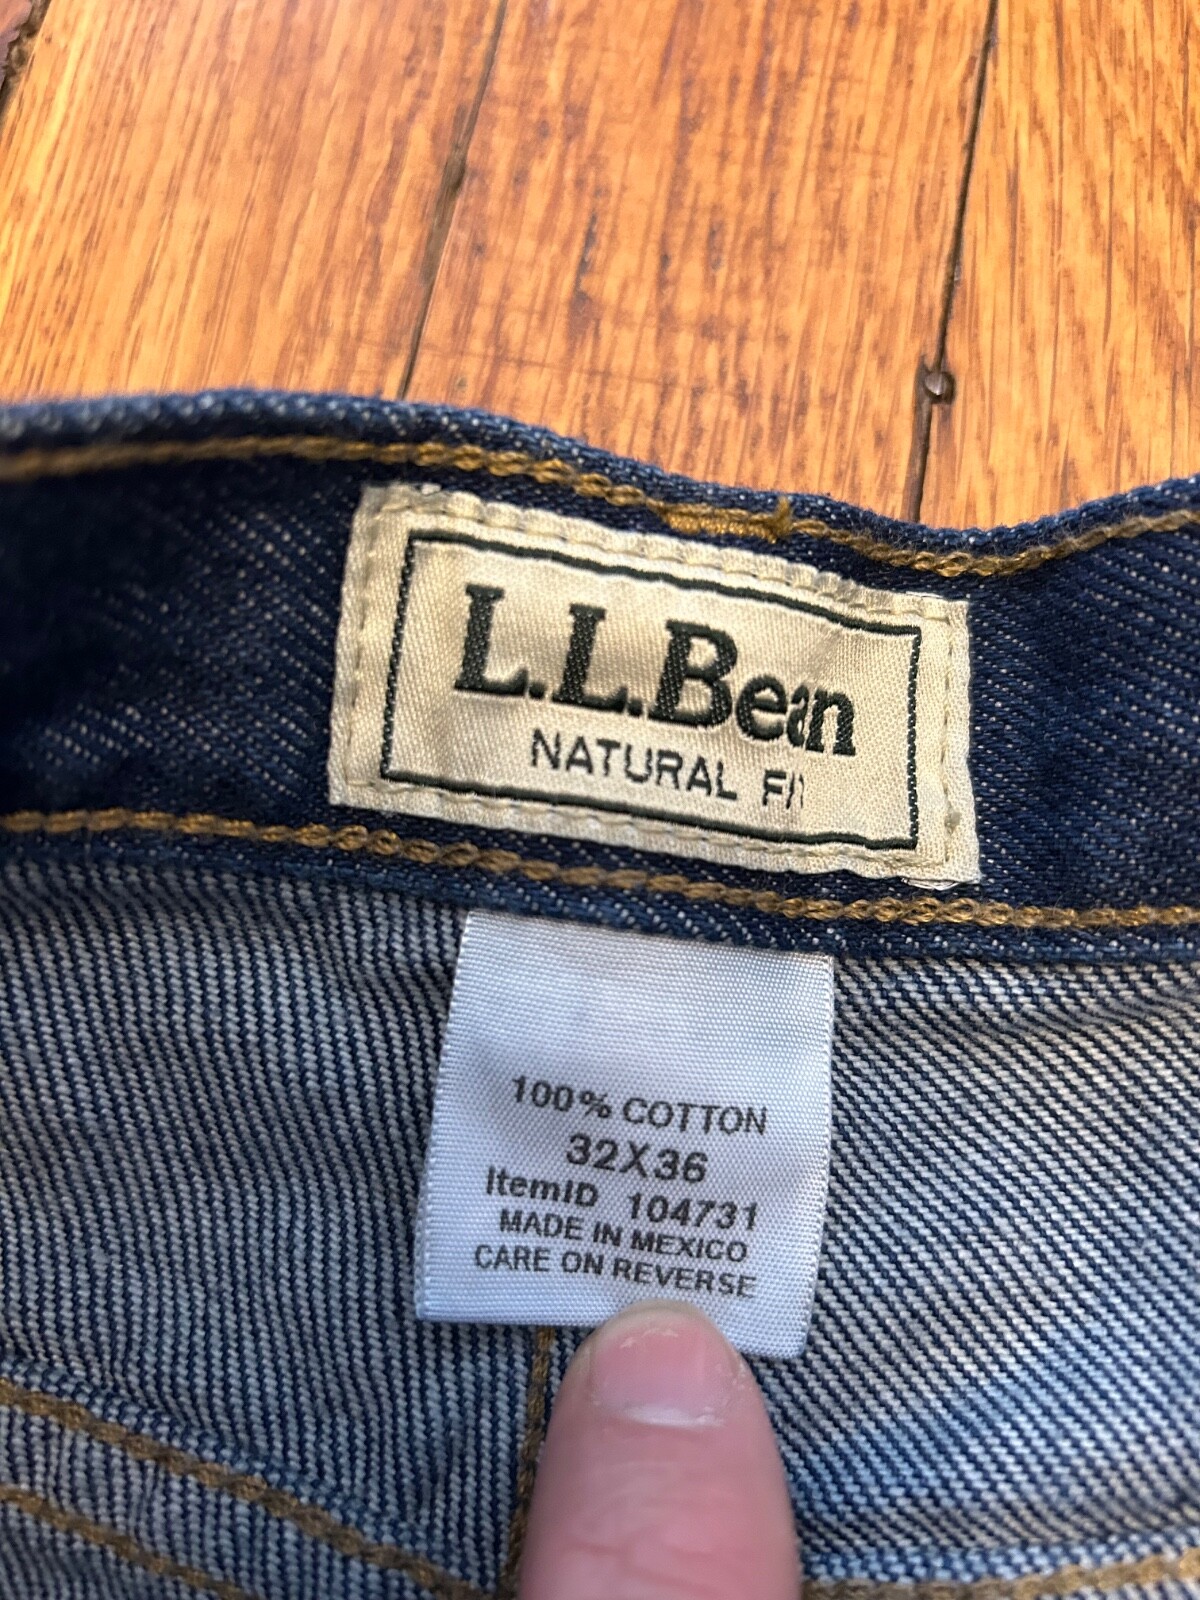 L.L.Bean
NATURAL FIT
100% COTTON
32X36
ItemID 104731
MADE IN MEXICO
CARE ON REVERSE